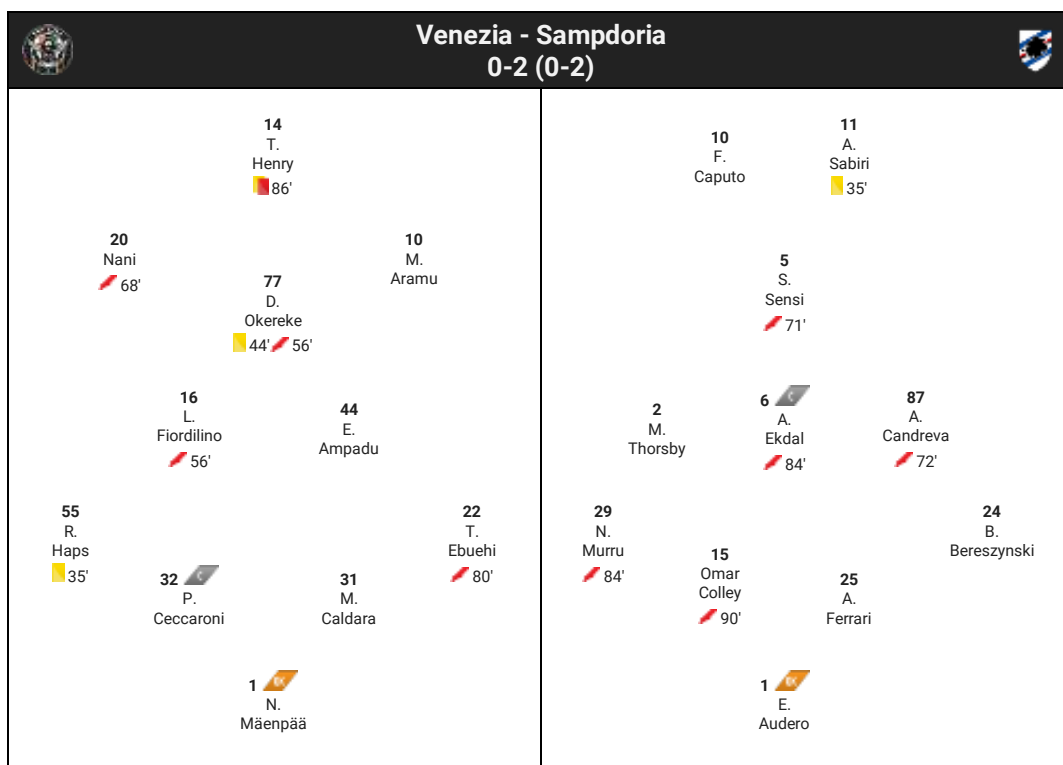 Venezia - Sampdoria
0-2 (0-2)
14
T.
Henry
86'
20
Nani
68'
10
M.
Aramu
77
D.
Okereke
44' 56'
16
L.
Fiordilino
56'
44
E.
Ampadu
55
R.
Haps
35'
22
T.
Ebuehi
80'
32 C
P.
Ceccaroni
31
M.
Caldara
1
N.
Mäenpää
10
F.
Caputo
11
A.
Sabiri
35'
5
S.
Sensi
71'
2
M.
Thorsby
6 C
A.
Ekdal
84'
87
A.
Candreva
72'
29
N.
Murru
84'
24
B.
Bereszynski
15
Omar
Colley
90'
25
A.
Ferrari
1
E.
Audero